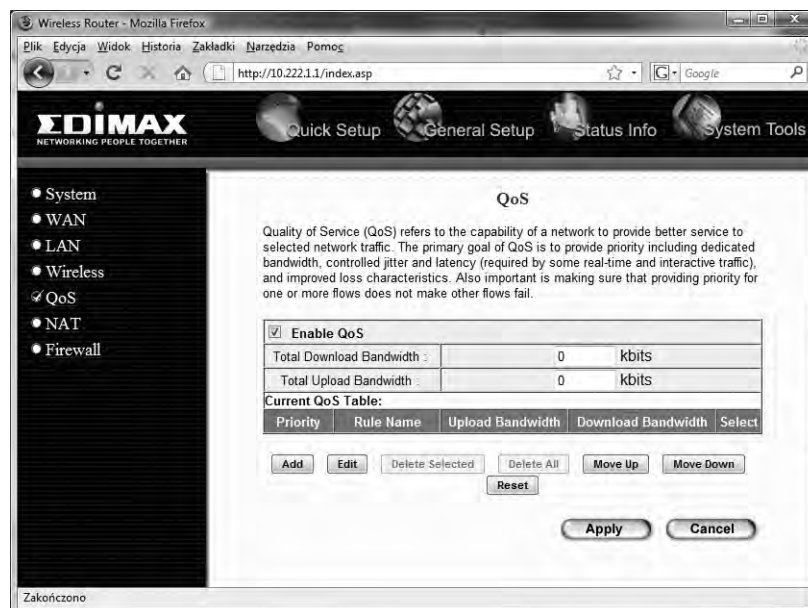 Wireless Router - Mozilla Firefox
Plik Edycja Widok Historia Zakładki Narzędzia Pomoc
http://10.222.1.1/index.asp
G Google
EDIMAX
NETWORKING PEOPLE TOGETHER
Quick Setup General Setup Status Info System Tools
System
WAN
LAN
Wireless
QoS
NAT
Firewall
QoS
Quality of Service (QoS) refers to the capability of a network to provide better service to
selected network traffic. The primary goal of QoS is to provide priority including dedicated
bandwidth, controlled jitter and latency (required by some real-time and interactive traffic),
and improved loss characteristics. Also important is making sure that providing priority for
one or more flows does not make other flows fail.
Enable QoS
Total Download Bandwidth : 0 kbits
Total Upload Bandwidth : 0 kbits
Current QoS Table:
Priority Rule Name Upload Bandwidth Download Bandwidth Select
Add Edit Delete Selected Delete All Move Up Move Down
Reset
Apply Cancel
Zakończono